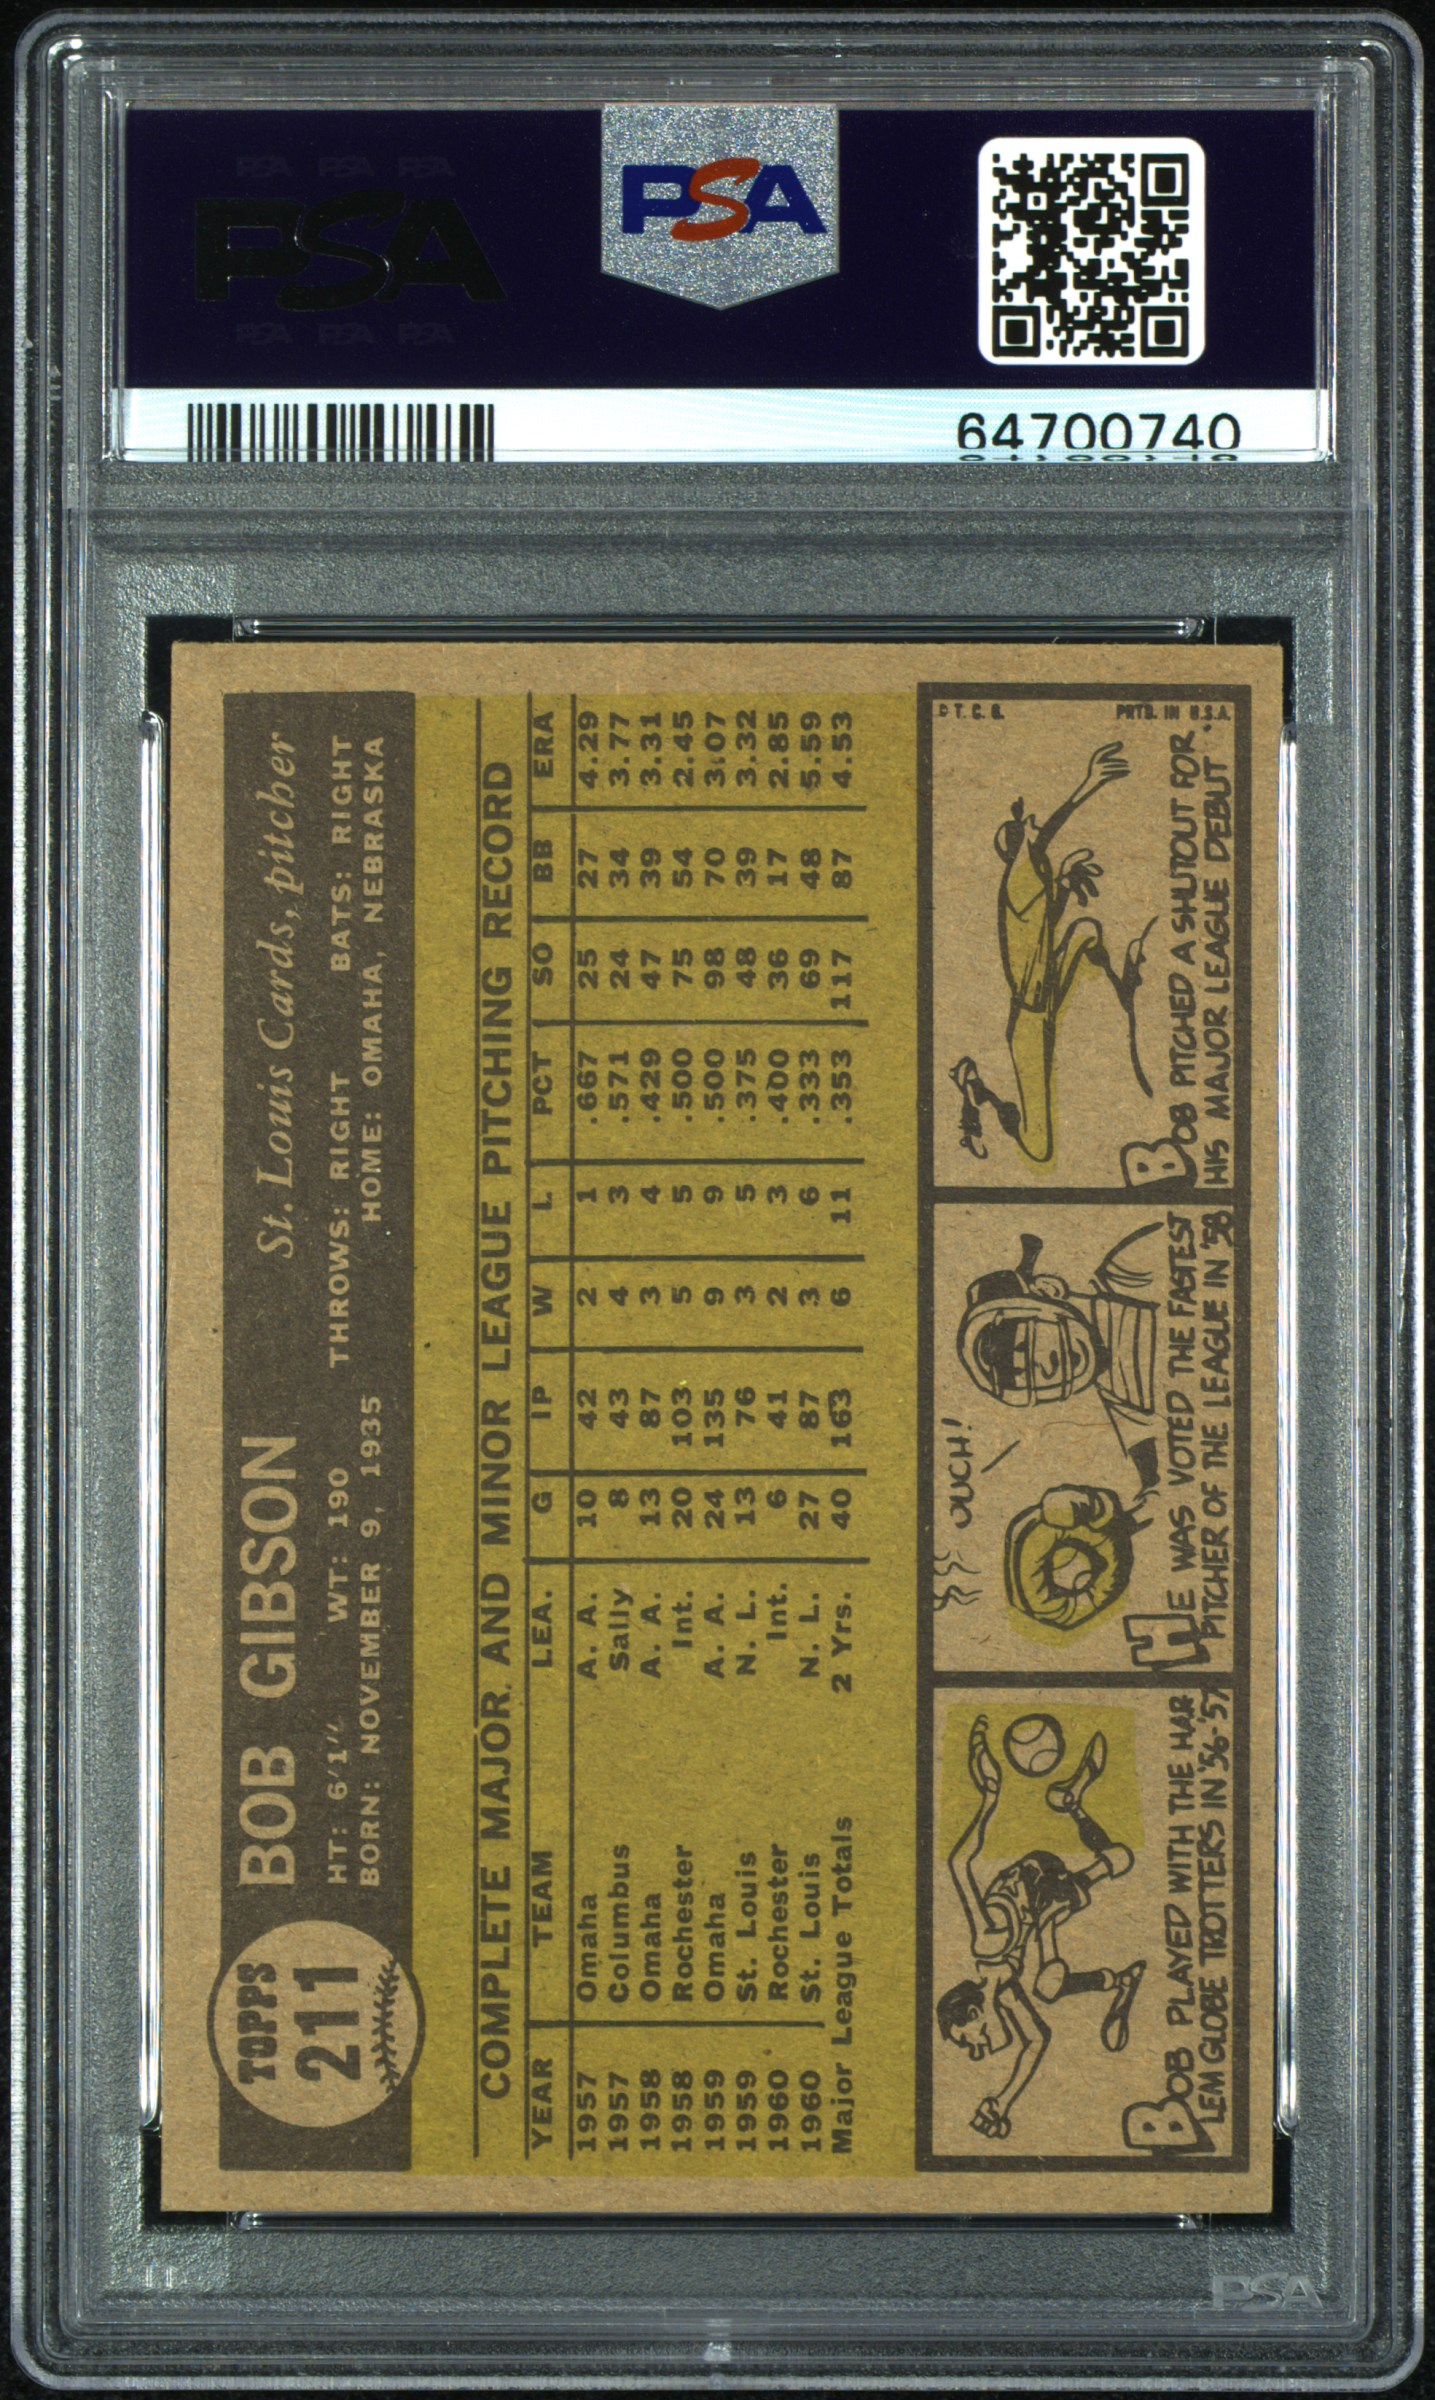 PSA PSA PSA
PSA
PSA PSA PSA
PSA
64700740
TOPPS
211
BOB GIBSON St. Louis Cards, pitcher
HT: 6'1" WT: 190 THROWS: RIGHT BATS: RIGHT
BORN: NOVEMBER 9, 1935 HOME: OMAHA, NEBRASKA
COMPLETE MAJOR AND MINOR LEAGUE PITCHING RECORD
YEAR TEAM LEA. G IP W L PCT SO BB ERA
1957 Omaha A. A. 10 42 2 1 .667 25 27 4.29
1957 Columbus Sally 8 43 4 3 .571 24 34 3.77
1958 Omaha A. A. 13 87 3 4 .429 47 39 3.31
1958 Rochester Int. 20 103 5 5 .500 75 54 2.45
1959 Omaha A. A. 24 135 9 9 .500 98 70 3.07
1959 St. Louis N. L. 13 76 3 5 .375 48 39 3.32
1960 Rochester Int. 6 41 2 3 .400 36 17 2.85
1960 St. Louis N. L. 27 87 3 6 .333 69 48 5.59
Major League Totals 2 Yrs. 40 163 6 11 .353 117 87 4.53
BOB PLAYED WITH THE HAR-
LEM GLOBE TROTTERS IN '56-'57
OUCH!
HE WAS VOTED THE FASTEST
PITCHER OF THE LEAGUE IN '58
© T. C. G. PRTD. IN U.S.A.
BOB PITCHED A SHUTOUT FOR
HIS MAJOR LEAGUE DEBUT.
PSA